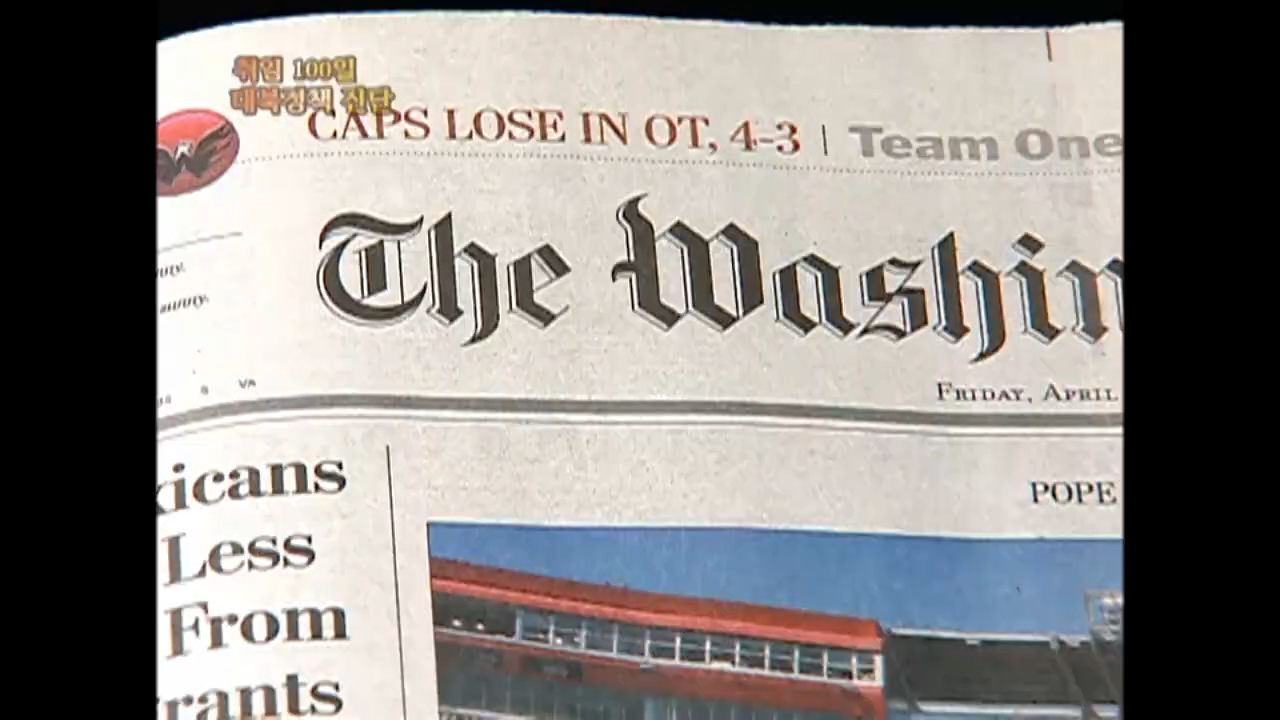 취임 100일
대북정책 진단
CAPS LOSE IN OT, 4-3 | Team One
The Washin
FRIDAY, APRIL
POPE
xicans
Less
From
rants